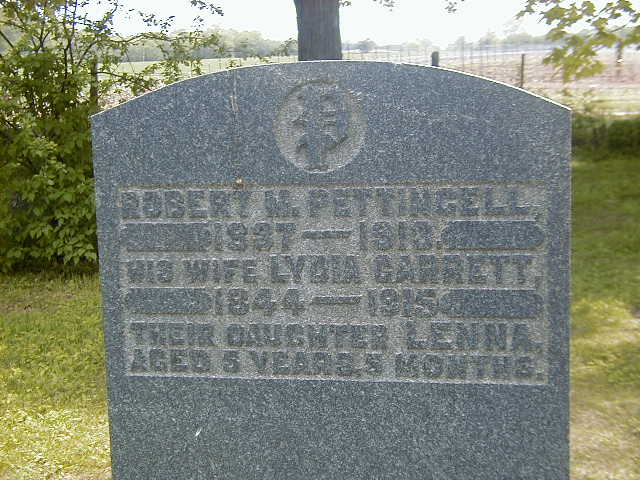 P
ROBERT M. PETTINGELL,
1837 — 1913.
HIS WIFE LYDIA GARRETT,
1844 — 1915
THEIR DAUGHTER LENNA,
AGED 5 YEARS. 5 MONTHS.